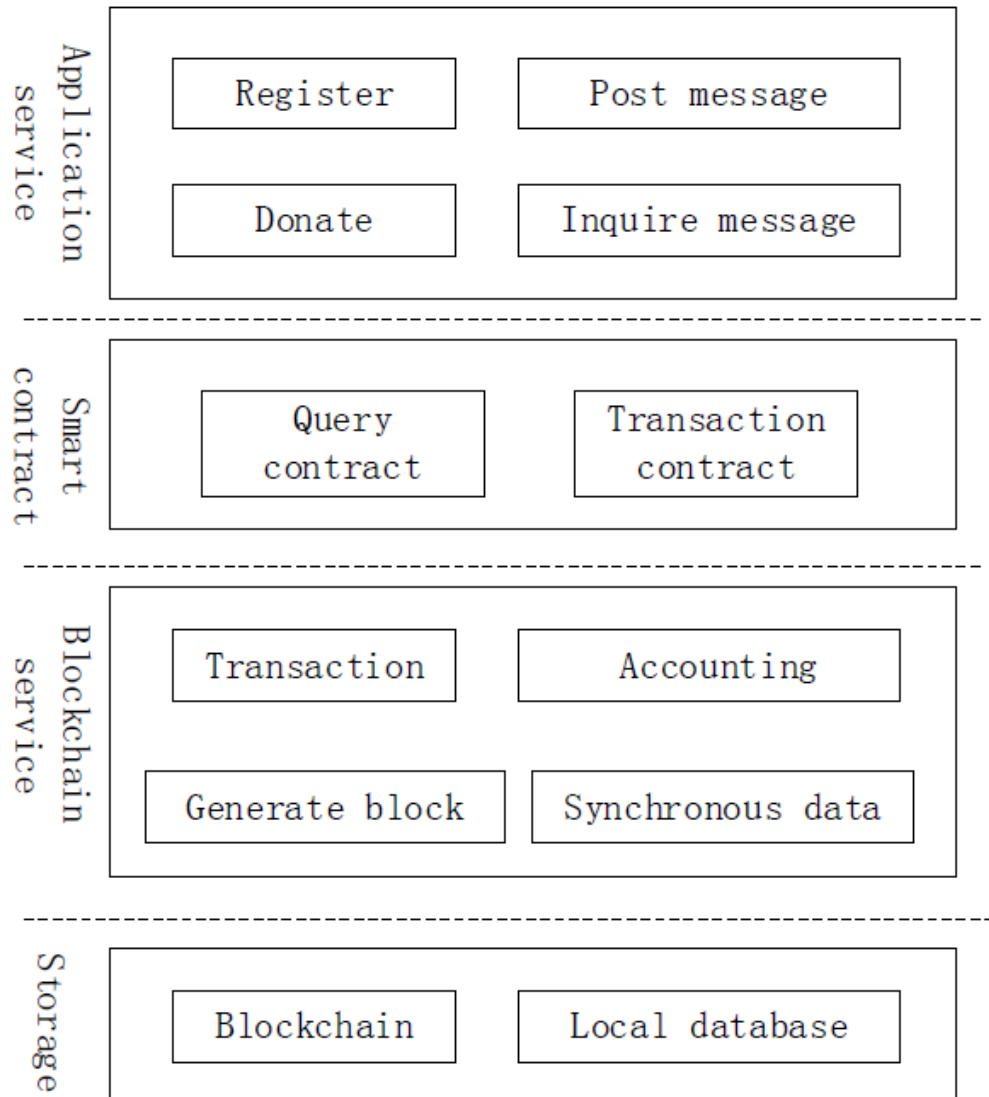 Application
service
Register
Post message
Donate
Inquire message
Smart
contract
Query
contract
Transaction
contract
Blockchain
service
Transaction
Accounting
Generate block
Synchronous data
Storage
Blockchain
Local database